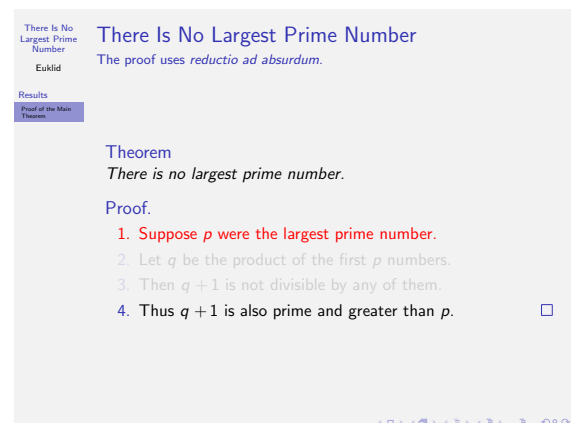 There Is No
Largest Prime
Number
Euklid
Results
Proof of the Main
Theorem
There Is No Largest Prime Number
The proof uses reductio ad absurdum.
Theorem
There is no largest prime number.
Proof.
1. Suppose p were the largest prime number.
2. Let q be the product of the first p numbers.
3. Then q + 1 is not divisible by any of them.
4. Thus q + 1 is also prime and greater than p. □